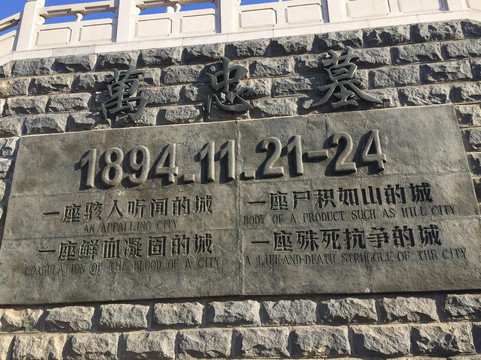 萬忠墓
1894.11.21-24
一座骇人听闻的城
AN APPALLING CITY
一座尸积如山的城
BODY OF A PRODUCT SUCH AS HILL CITY
一座鲜血凝固的城
COAGULATION OF THE BLOOD OF A CITY
一座殊死抗争的城
A LIFE-AND-DEATH STRUGGLE OF THE CITY